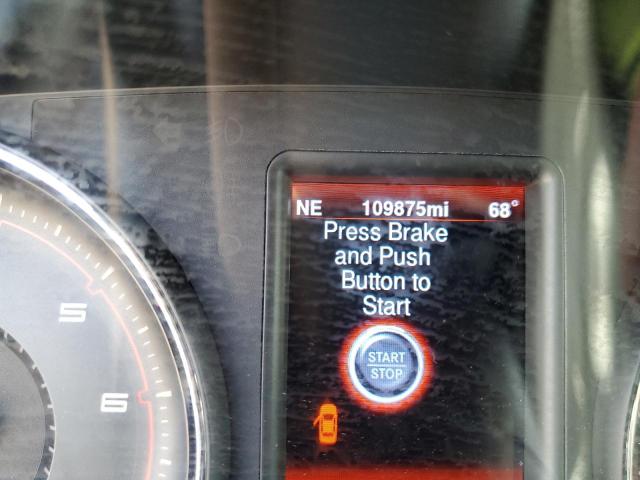 NE 109875mi 68°
Press Brake
and Push
Button to
Start
START
STOP
5
6